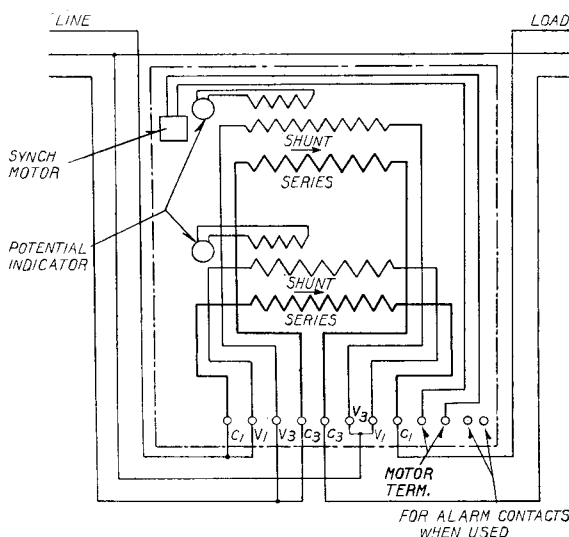 LINE
LOAD
SYNCH
MOTOR
SHUNT
SERIES
POTENTIAL
INDICATOR
SHUNT
SERIES
C1 V1 V3 C3 C3 V3 V1 C1
MOTOR
TERM.
FOR ALARM CONTACTS
WHEN USED